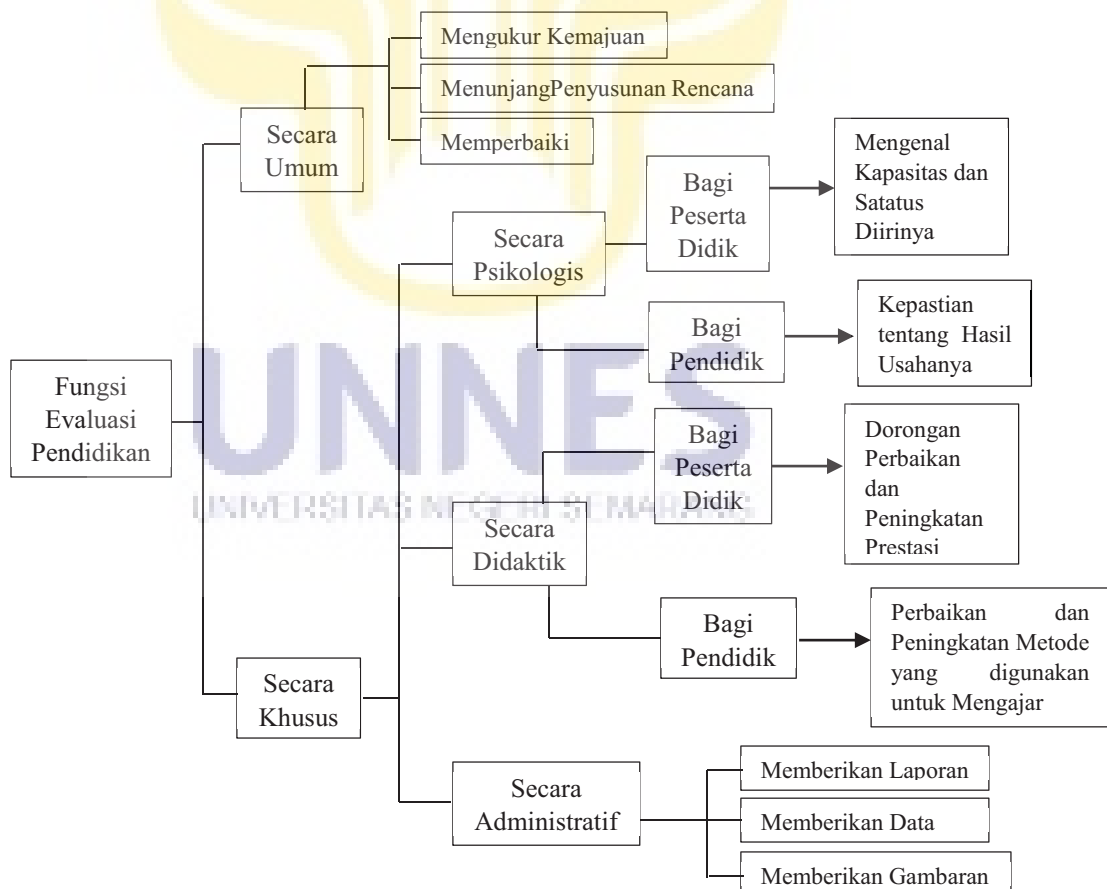 Mengukur Kemajuan
MenunjangPenyusunan Rencana
Memperbaiki
Secara
Umum
Bagi
Peserta
Didik
Mengenal
Kapasitas dan
Satatus
Diirinya
Secara
Psikologis
Bagi
Pendidik
Kepastian
tentang Hasil
Usahanya
Fungsi
Evaluasi
Pendidikan
UNNES
UNIVERSITAS NEGERI SEMARANG
Bagi
Peserta
Didik
Dorongan
Perbaikan
dan
Peningkatan
Prestasi
Secara
Didaktik
Bagi
Pendidik
Perbaikan dan
Peningkatan Metode
yang digunakan
untuk Mengajar
Secara
Khusus
Secara
Administratif
Memberikan Laporan
Memberikan Data
Memberikan Gambaran